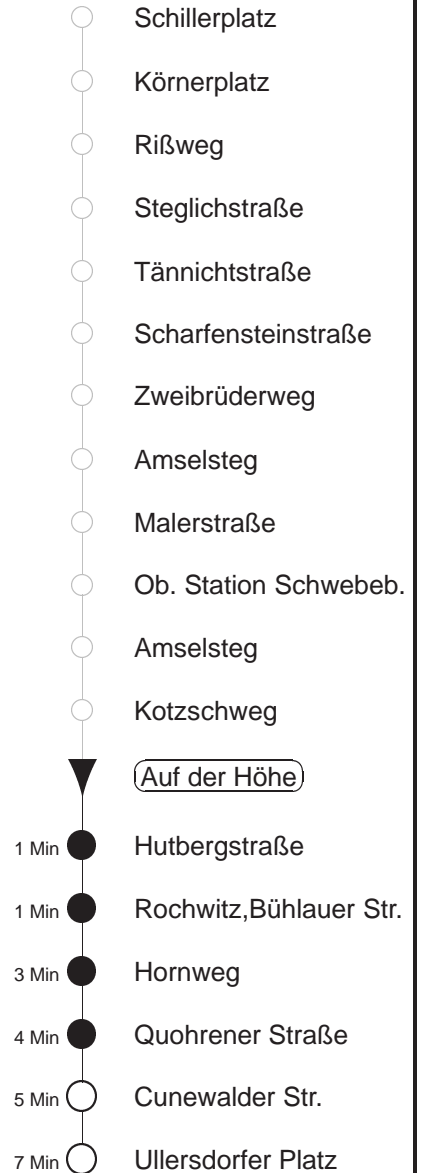 Schillerplatz
Körnerplatz
Rißweg
Steglichstraße
Tännichtstraße
Scharfensteinstraße
Zweibrüderweg
Amselsteg
Malerstraße
Ob. Station Schwebeb.
Amselsteg
Kotzschweg
Auf der Höhe
1 Min Hutbergstraße
1 Min Rochwitz,Bühlauer Str.
3 Min Hornweg
4 Min Quohrener Straße
5 Min Cunewalder Str.
7 Min Ullersdorfer Platz